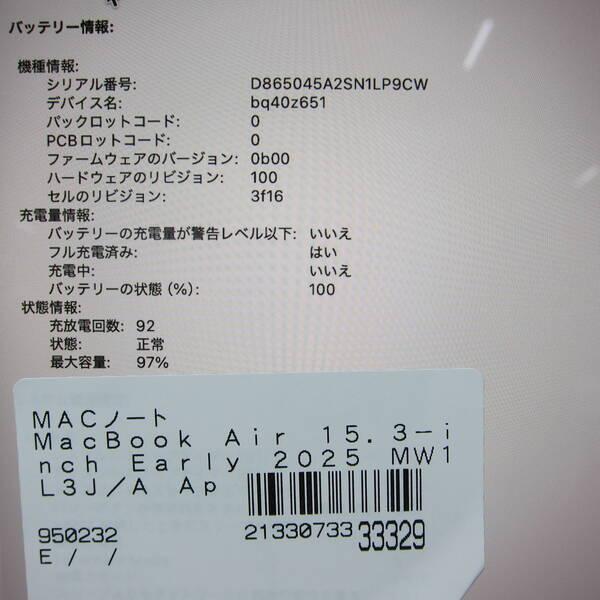 バッテリー情報:
機種情報:
シリアル番号: D865045A2SN1LP9CW
デバイス名: bq40z651
パックロットコード: 0
PCBロットコード: 0
ファームウェアのバージョン: 0b00
ハードウェアのリビジョン: 100
セルのリビジョン: 3f16
充電量情報:
バッテリーの充電量が警告レベル以下: いいえ
フル充電済み: はい
充電中: いいえ
バッテリーの状態 (%): 100
状態情報:
充放電回数: 92
状態: 正常
最大容量: 97%
MACノート
MacBook Air 15.3-i
nch Early 2025 MW1
L3J/A Ap
950232
E / /
2133073333329